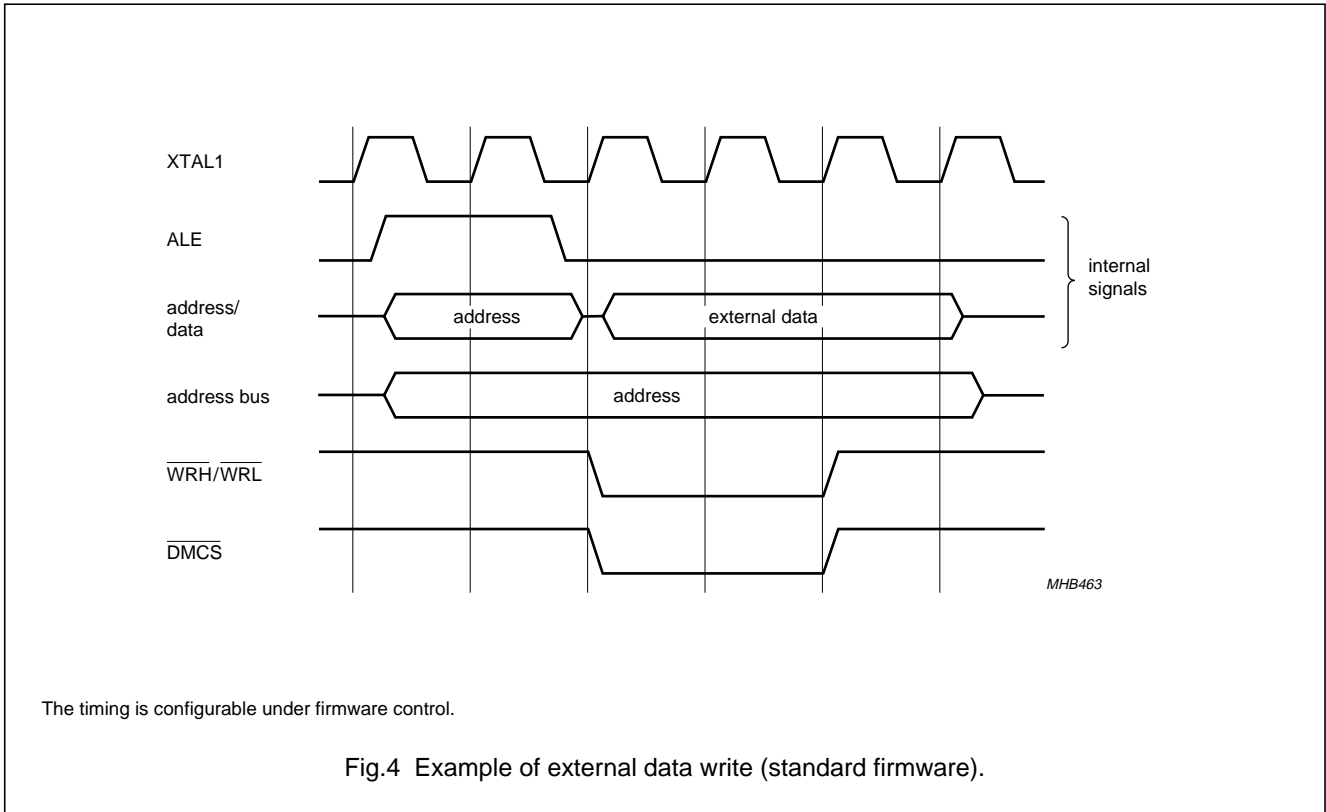 XTAL1
ALE
internal
signals
address/
data
address
external data
address bus
address
WRH/WRL
DMCS
MHB463
The timing is configurable under firmware control.
Fig.4 Example of external data write (standard firmware).